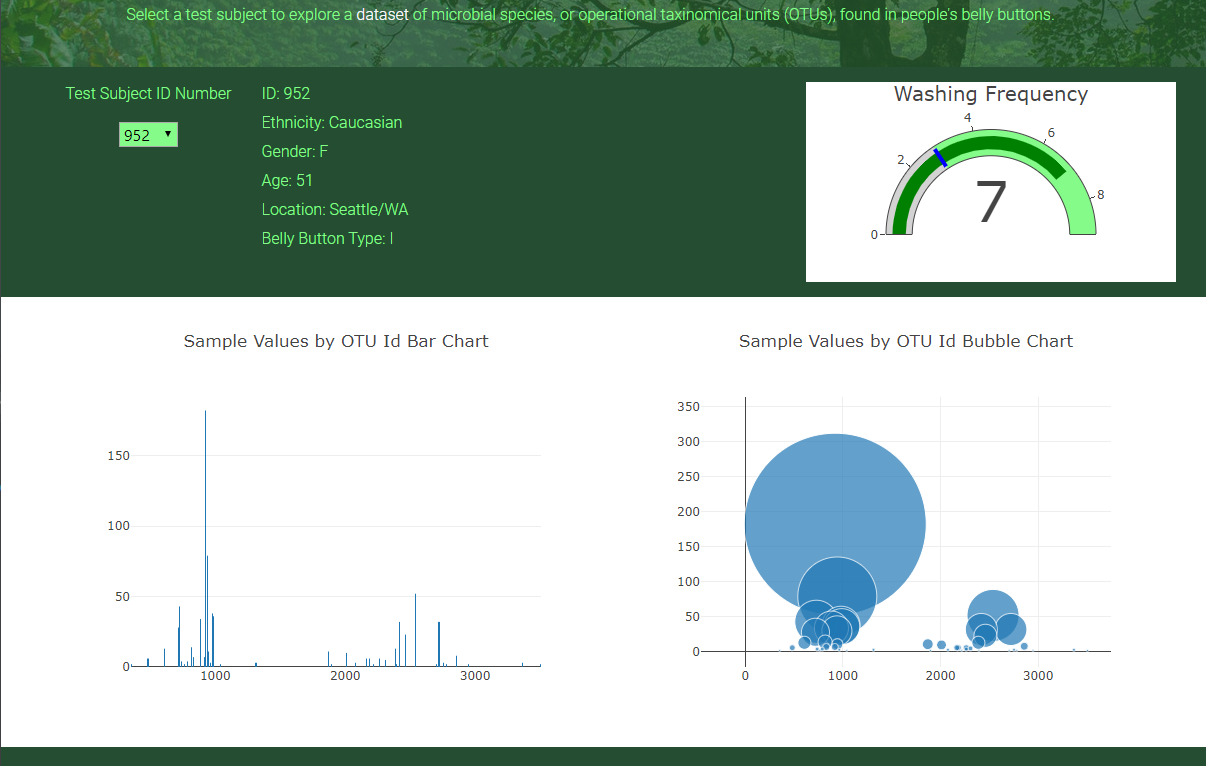 Select a test subject to explore a dataset of microbial species, or operational taxinomical units (OTUs), found in people's belly buttons.
Test Subject ID Number
952
ID: 952
Ethnicity: Caucasian
Gender: F
Age: 51
Location: Seattle/WA
Belly Button Type: I
Washing Frequency
0
2
4
6
8
7
Sample Values by OTU Id Bar Chart
150
100
50
0
1000
2000
3000
Sample Values by OTU Id Bubble Chart
350
300
250
200
150
100
50
0
0
1000
2000
3000